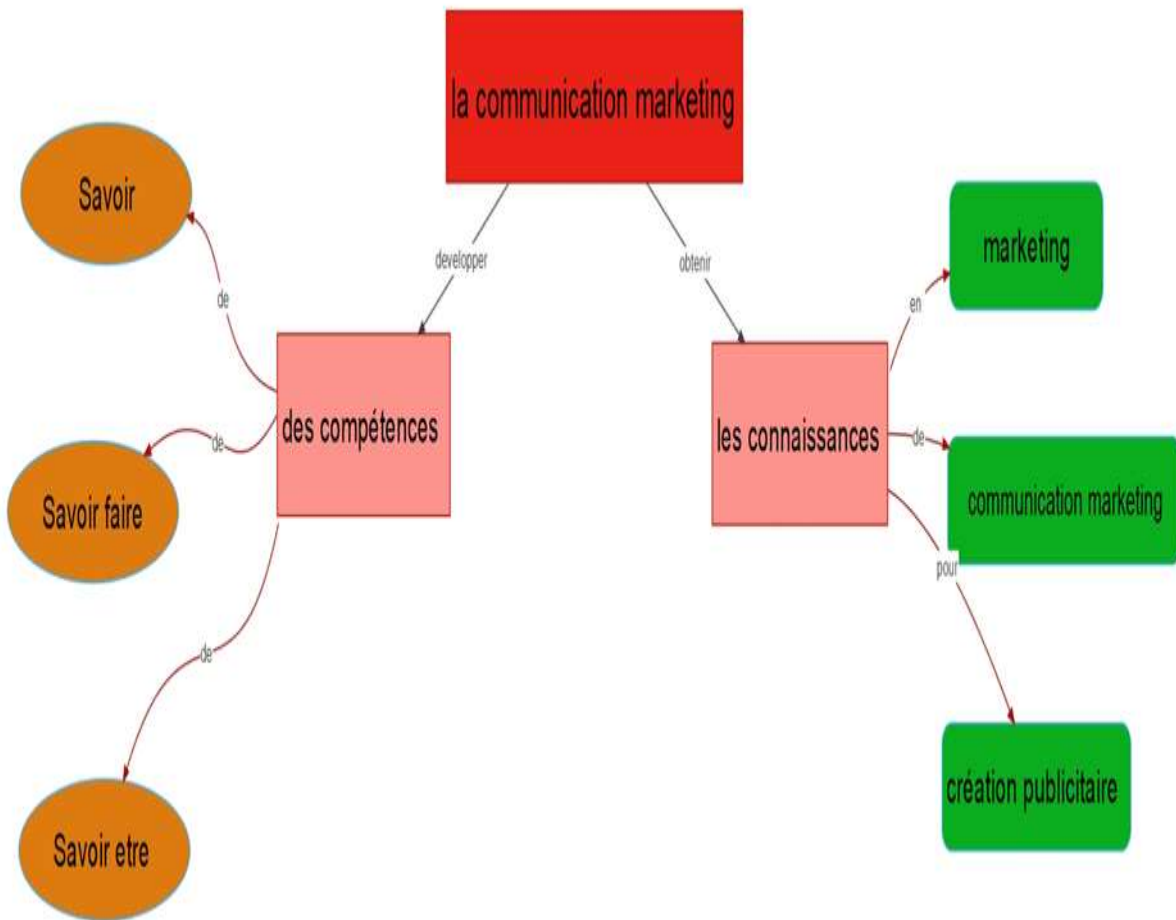 la communication marketing
Savoir
marketing
developper
obtenir
de
en
des compétences
les connaissances
de
de
Savoir faire
communication marketing
pour
de
création publicitaire
Savoir etre